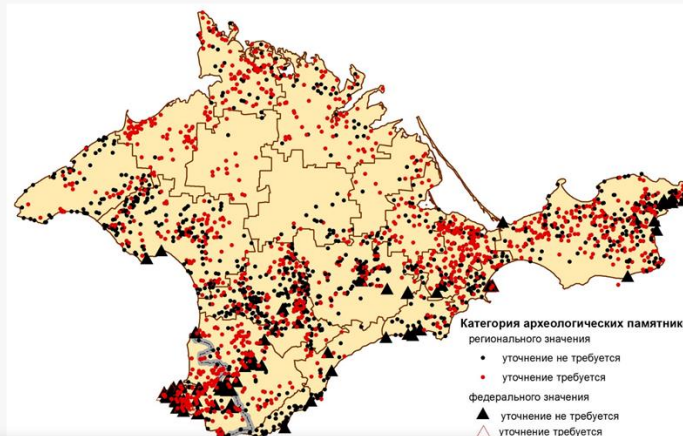 Категория археологических памятник
регионального значения
уточнение не требуется
уточнение требуется
федерального значения
уточнение не требуется
уточнение требуется